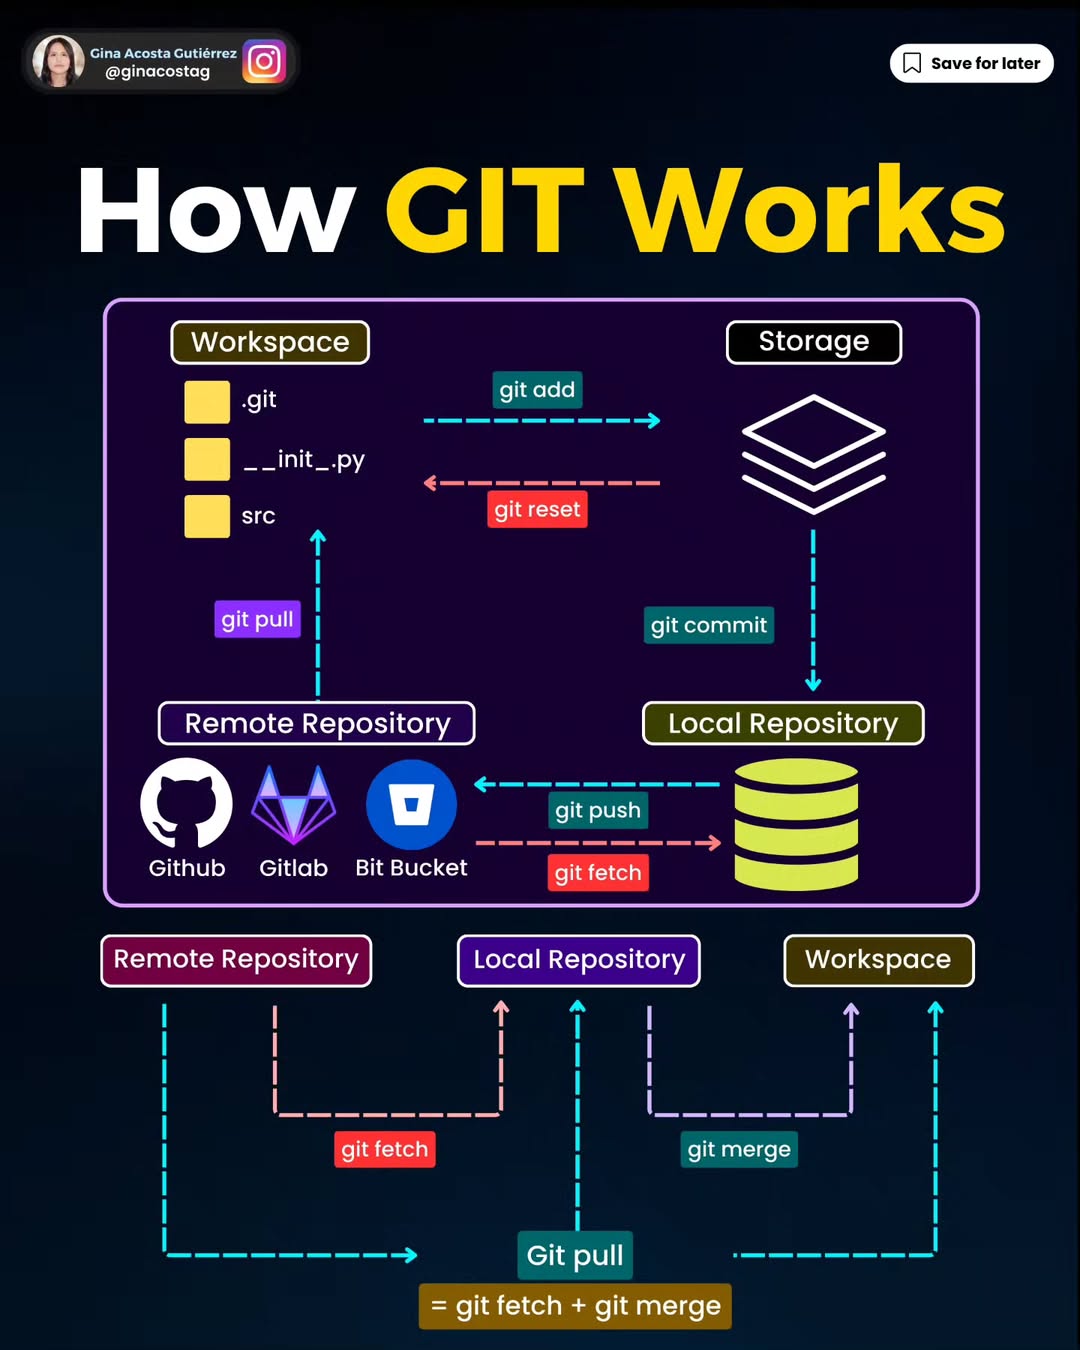 Gina Acosta Gutiérrez
@ginacostag
Save for later
How GIT Works
Workspace
Storage
.git
git add
__init_.py
git reset
src
git pull
git commit
Remote Repository
Local Repository
git push
Github
Gitlab
Bit Bucket
git fetch
Remote Repository
Local Repository
Workspace
git fetch
git merge
Git pull
= git fetch + git merge